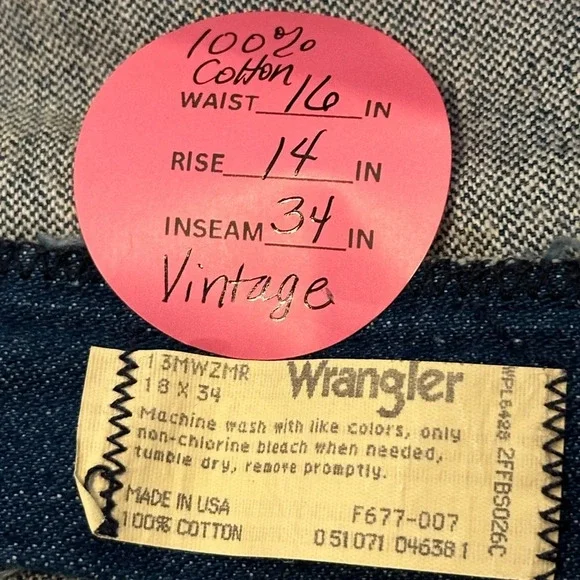 100%
Cotton
WAIST 16 IN
RISE 14 IN
INSEAM 34 IN
Vintage
13MWZMR
18 X 34
Wrangler
Machine wash with like colors, only
non-chlorine bleach when needed,
tumble dry, remove promptly.
MADE IN USA
100% COTTON
F677-007
051071 046381
WPL6428 2FFBS026C